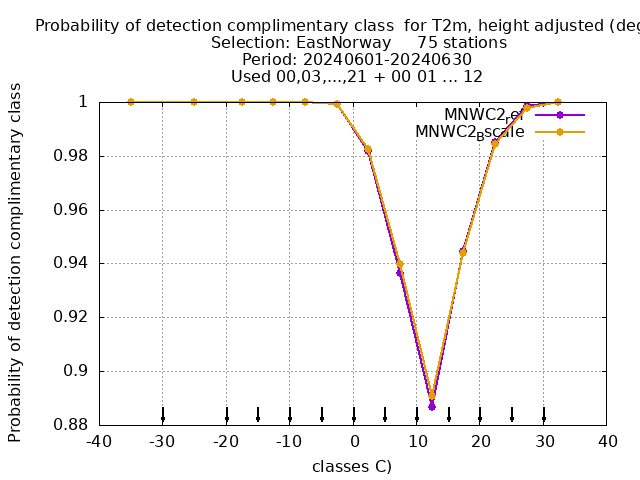 Probability of detection complimentary class  for T2m, height adjusted (deg
Selection: EastNorway     75 stations
Period: 20240601-20240630
Used 00,03,...,21 + 00 01 ... 12
MNWC2_ref
MNWC2_Bscale
Probability of detection complimentary class
1
0.98
0.96
0.94
0.92
0.9
0.88
-40 -30 -20 -10 0 10 20 30 40
classes C)